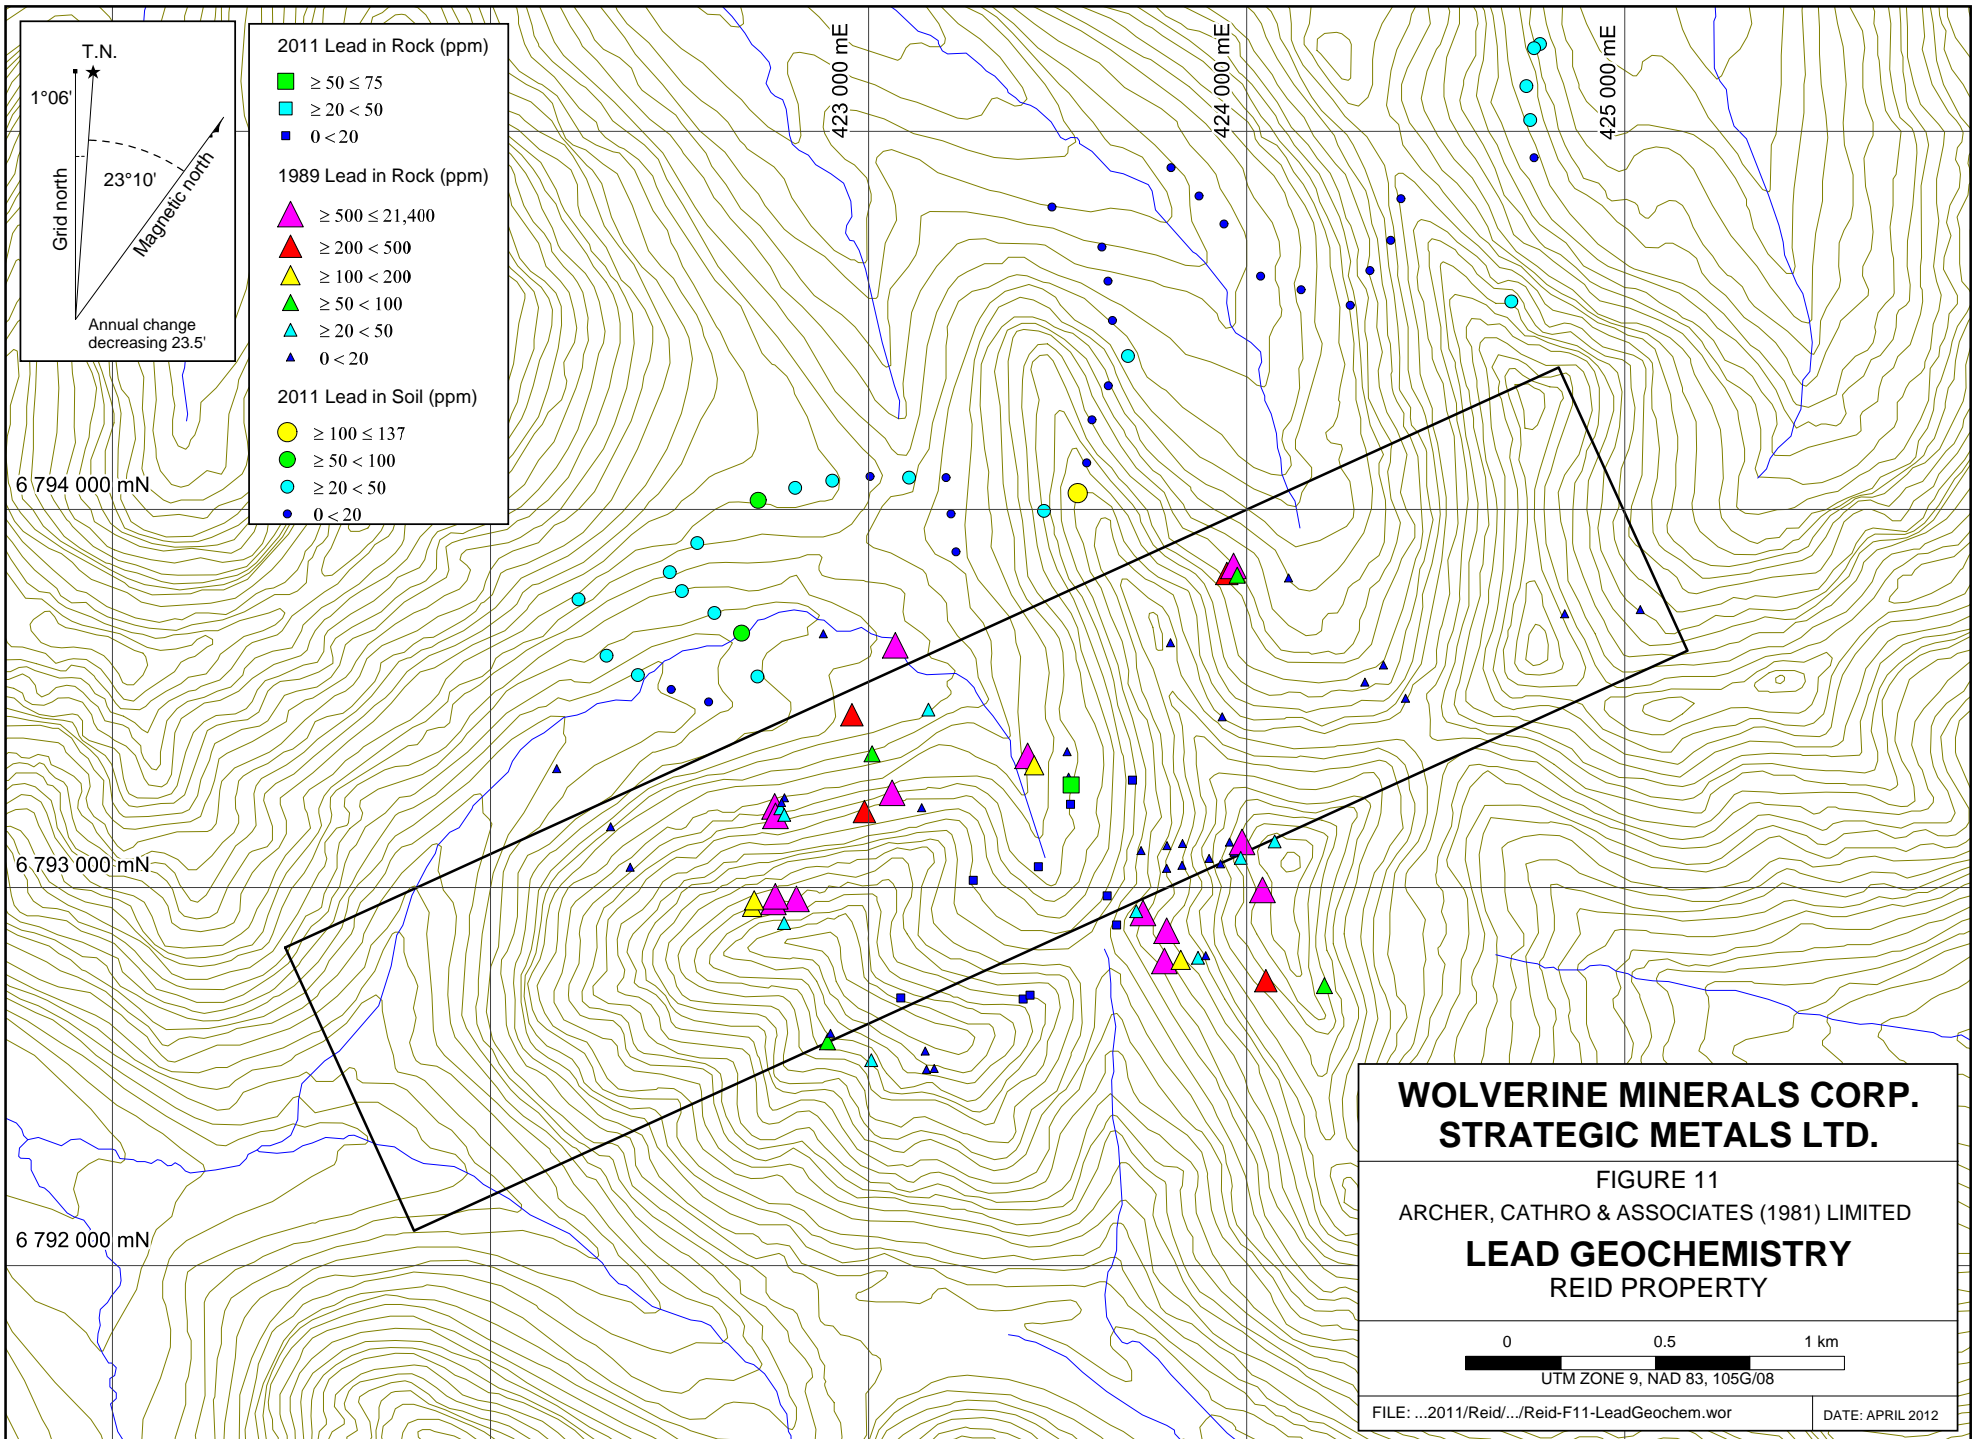 T.N.
1°06'
23°10'
Grid north
Magnetic north
Annual change
decreasing 23.5'
2011 Lead in Rock (ppm)
≥ 50 ≤ 75
≥ 20 < 50
0 < 20
1989 Lead in Rock (ppm)
≥ 500 ≤ 21,400
≥ 200 < 500
≥ 100 < 200
≥ 50 < 100
≥ 20 < 50
0 < 20
2011 Lead in Soil (ppm)
≥ 100 ≤ 137
≥ 50 < 100
≥ 20 < 50
0 < 20
423 000 mE
424 000 mE
425 000 mE
6 794 000 mN
6 793 000 mN
6 792 000 mN
WOLVERINE MINERALS CORP.
STRATEGIC METALS LTD.
FIGURE 11
ARCHER, CATHRO & ASSOCIATES (1981) LIMITED
LEAD GEOCHEMISTRY
REID PROPERTY
0 0.5 1 km
UTM ZONE 9, NAD 83, 105G/08
FILE: ...2011/Reid/.../Reid-F11-LeadGeochem.wor
DATE: APRIL 2012